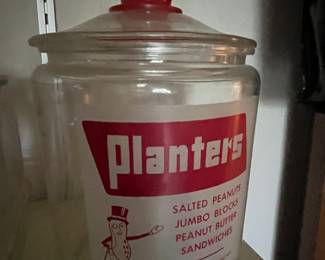 Planters
SALTED PEANUTS
JUMBO BLOCKS
PEANUT BUTTER
SANDWICHES